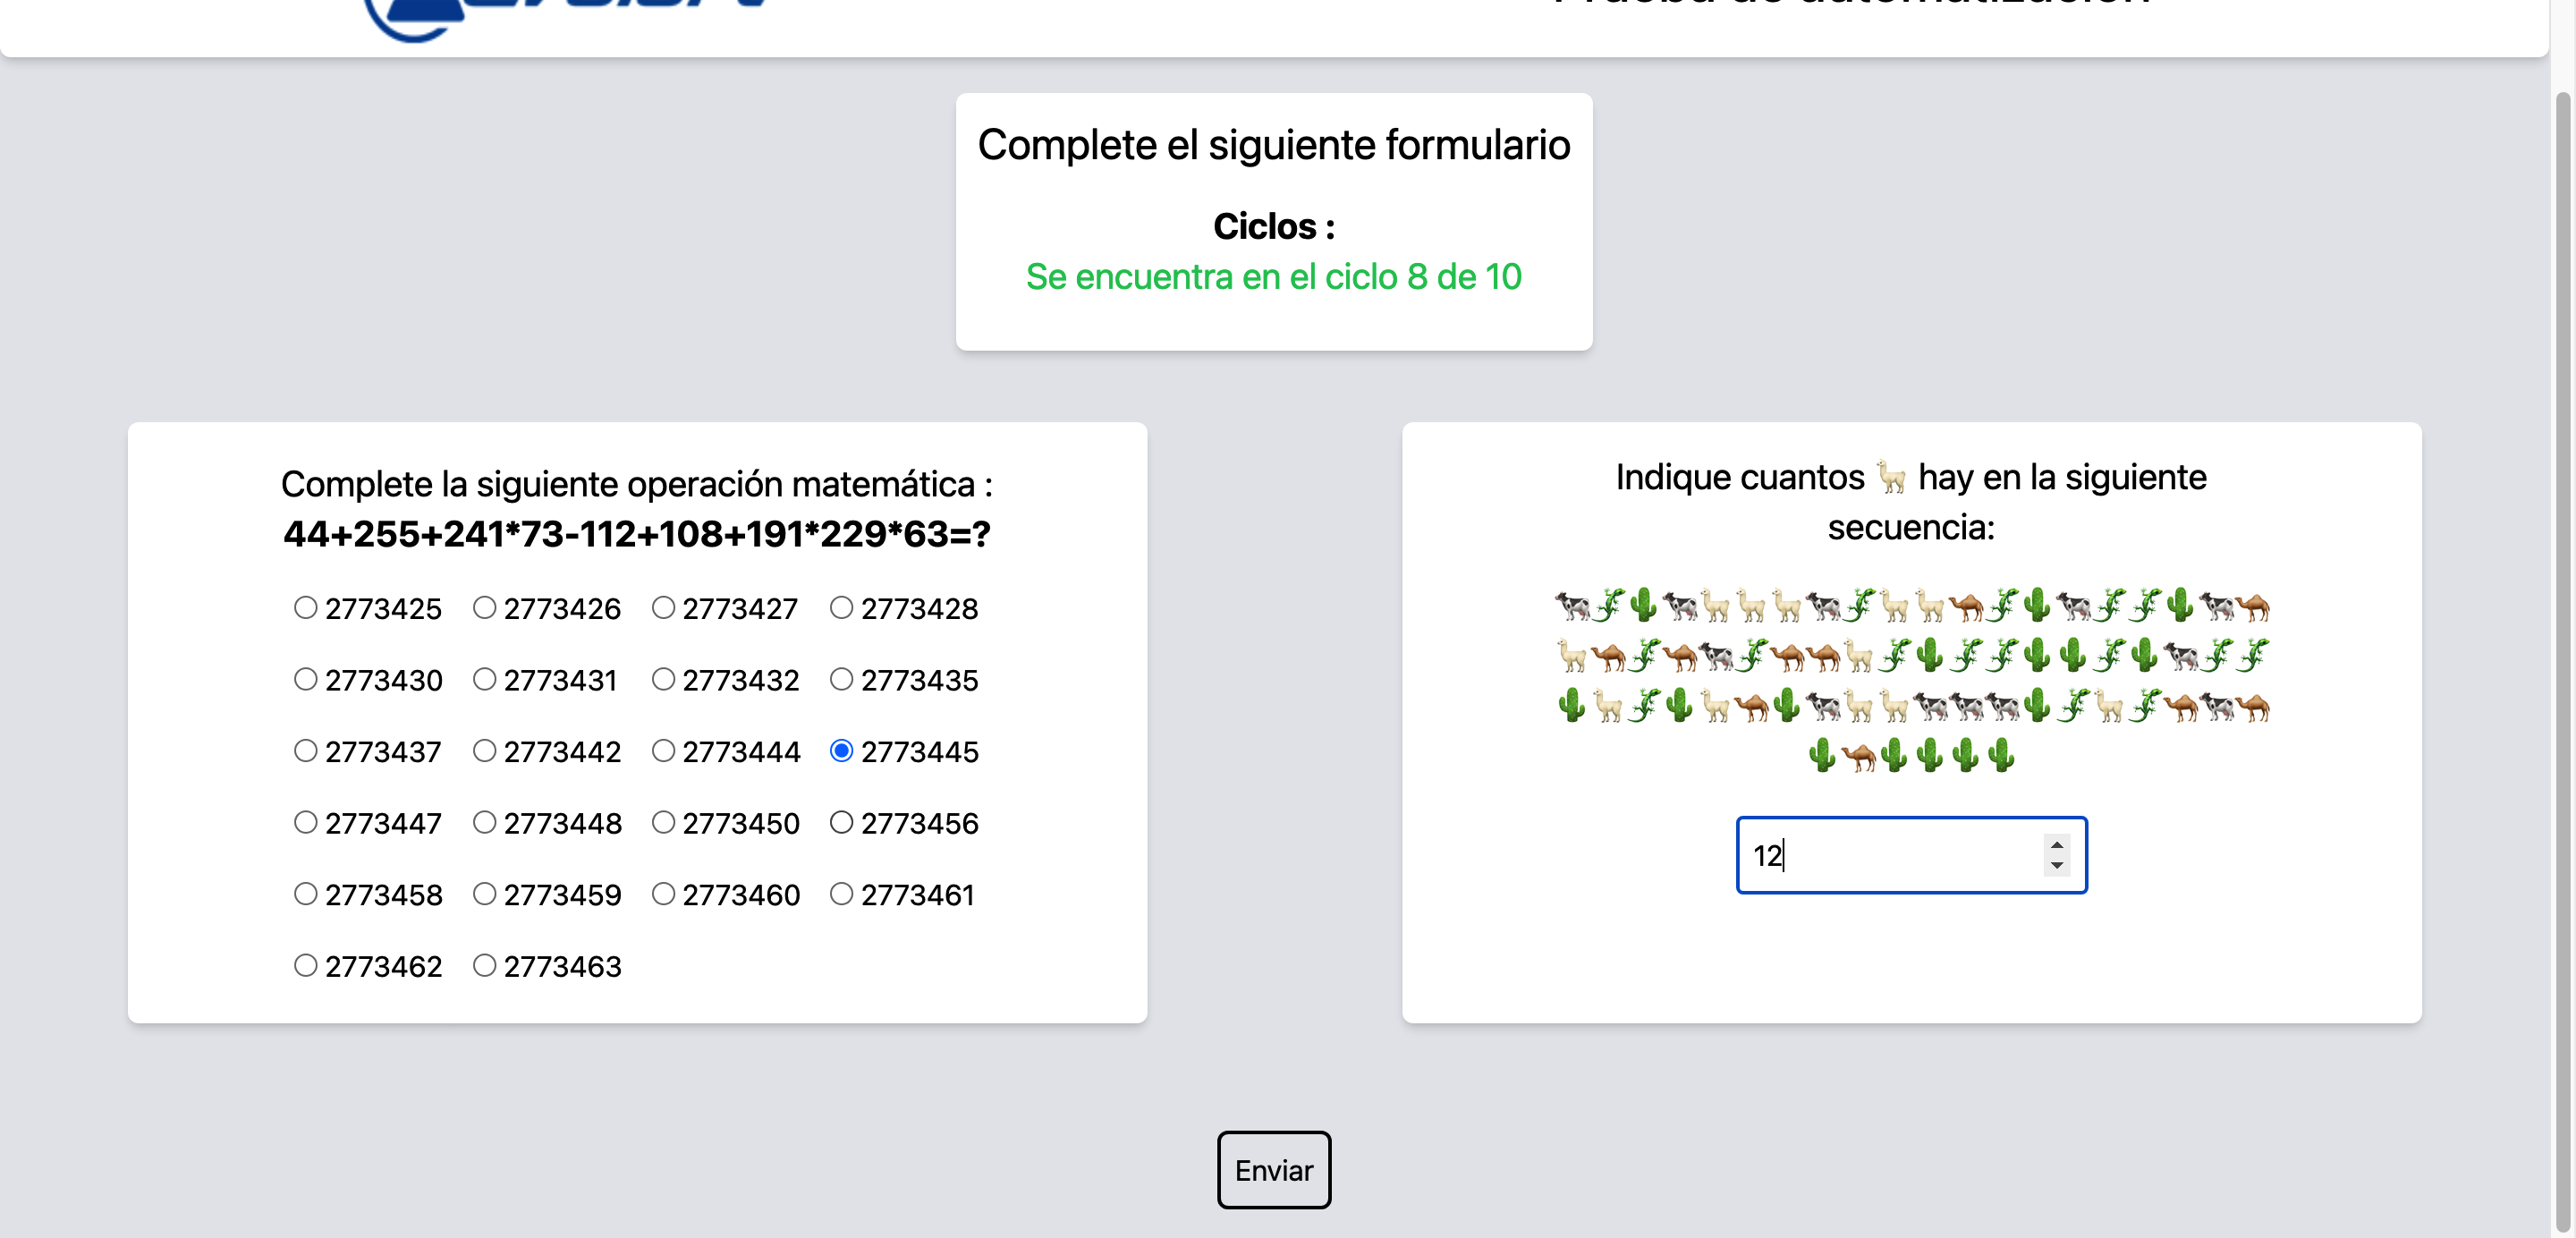 Prueba de automatización
Complete el siguiente formulario
Ciclos :
Se encuentra en el ciclo 8 de 10
Complete la siguiente operación matemática :
44+255+241*73-112+108+191*229*63=?
2773425 2773426 2773427 2773428
2773430 2773431 2773432 2773435
2773437 2773442 2773444 2773445
2773447 2773448 2773450 2773456
2773458 2773459 2773460 2773461
2773462 2773463
Indique cuantos 🦙 hay en la siguiente
secuencia:
12
Enviar